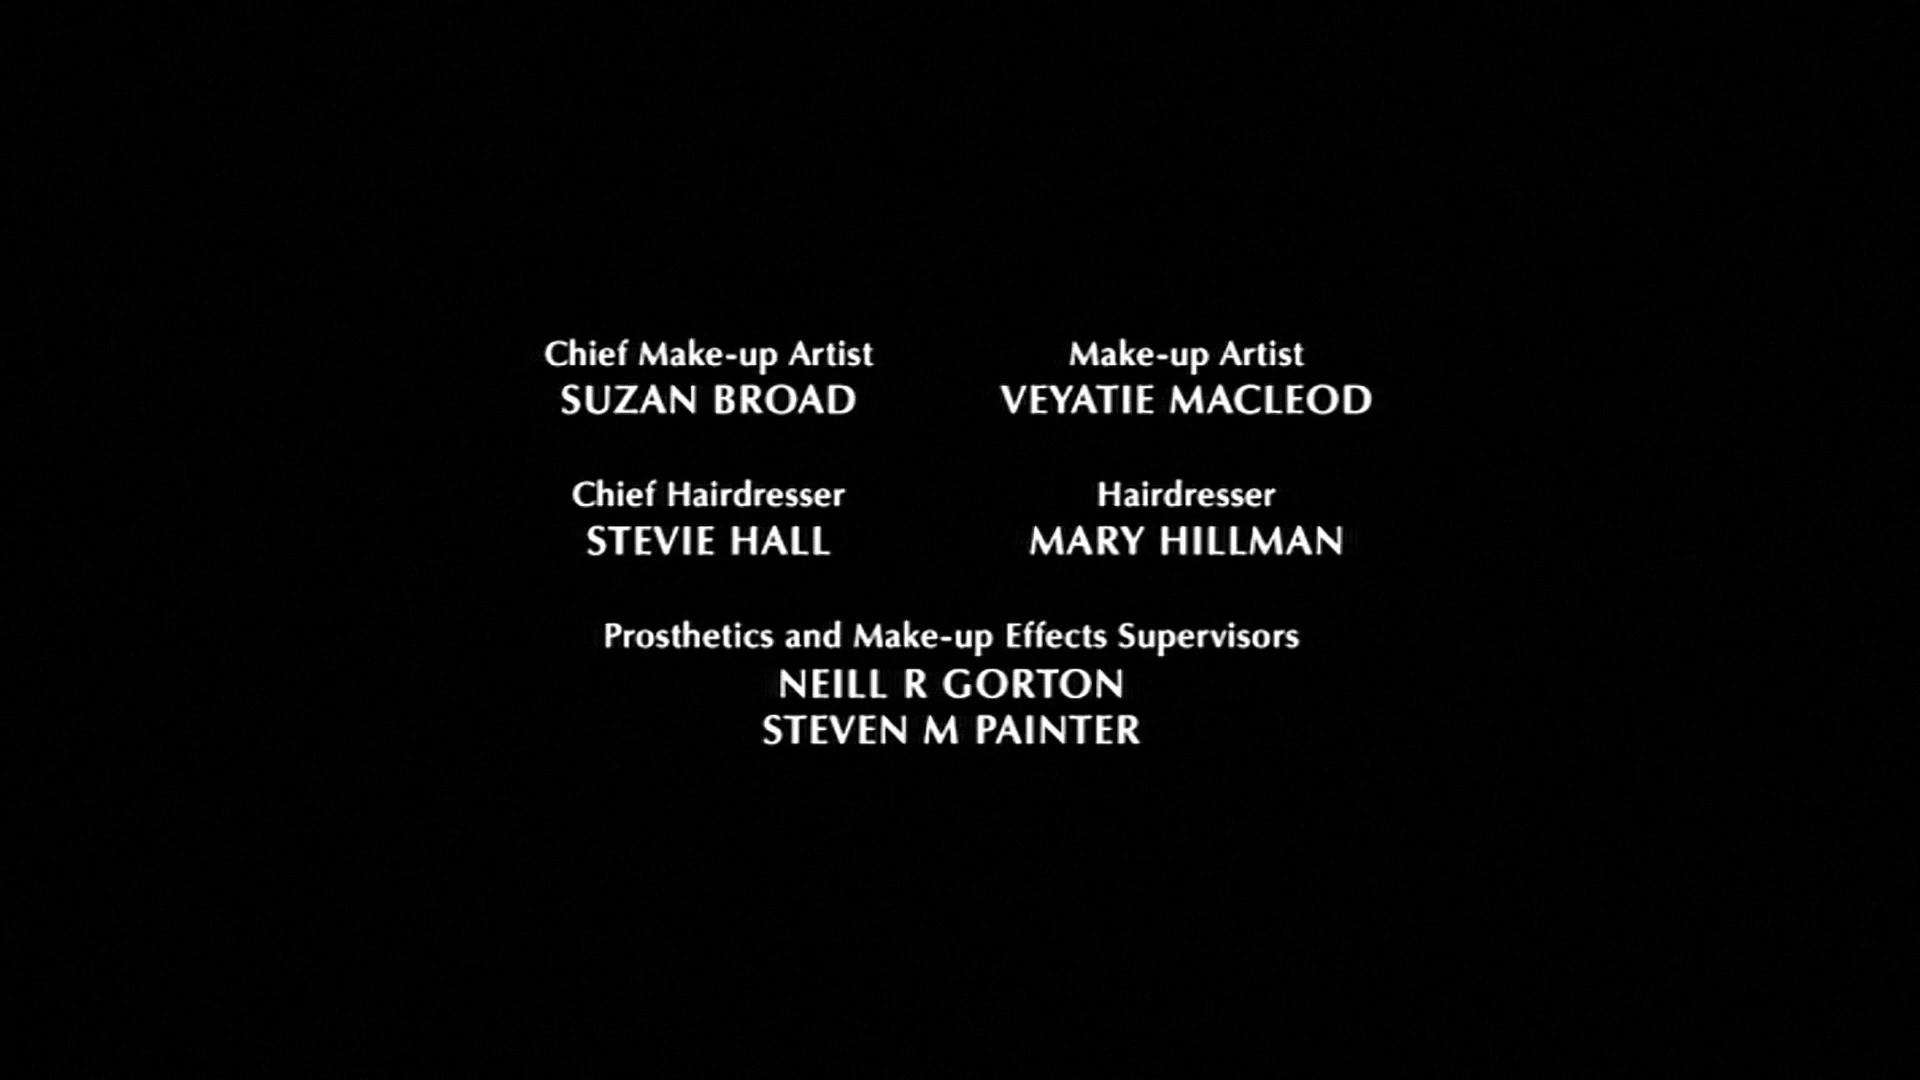 Chief Make-up Artist
SUZAN BROAD
Make-up Artist
VEYATIE MACLEOD
Chief Hairdresser
STEVIE HALL
Hairdresser
MARY HILLMAN
Prosthetics and Make-up Effects Supervisors
NEILL R GORTON
STEVEN M PAINTER